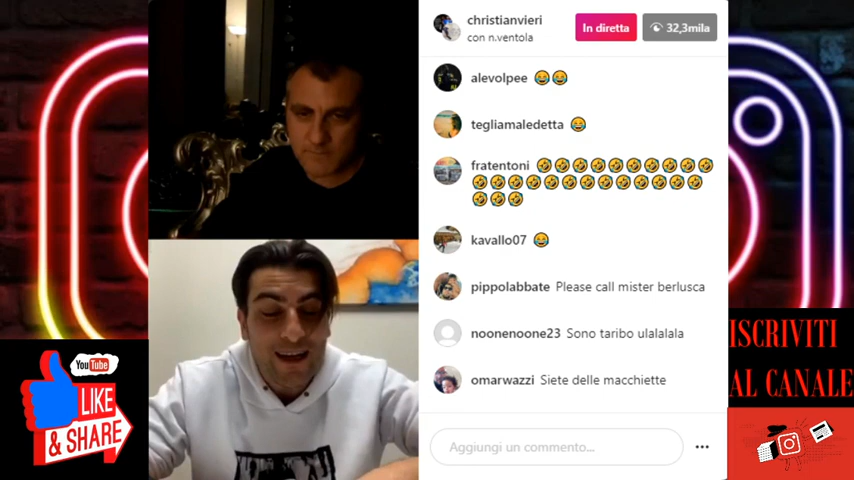 christianvieri
con n.ventola
In diretta
32,3mila
alevolpee 😂😂
tegliamaledetta 😂
fratentoni 🤣🤣🤣🤣🤣🤣🤣🤣🤣🤣
🤣🤣🤣🤣🤣🤣🤣🤣🤣🤣🤣🤣🤣
🤣🤣🤣
kavallo07 😂
pippolabbate Please call mister berlusca
noonenoone23 Sono taribo ulalalala
omarwazzi Siete delle macchiette
Aggiungi un commento...
YouTube
LIKE
& SHARE
ISCRIVITI
AL CANALE